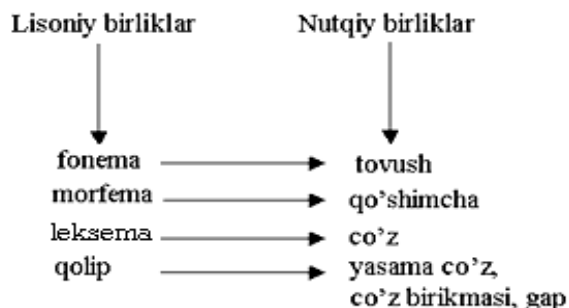 Lisoniy birliklar Nutqiy birliklar
fonema tovush
morfema qo'shimcha
leksema co'z
qolip yasama co'z,
co'z birikmasi, gap